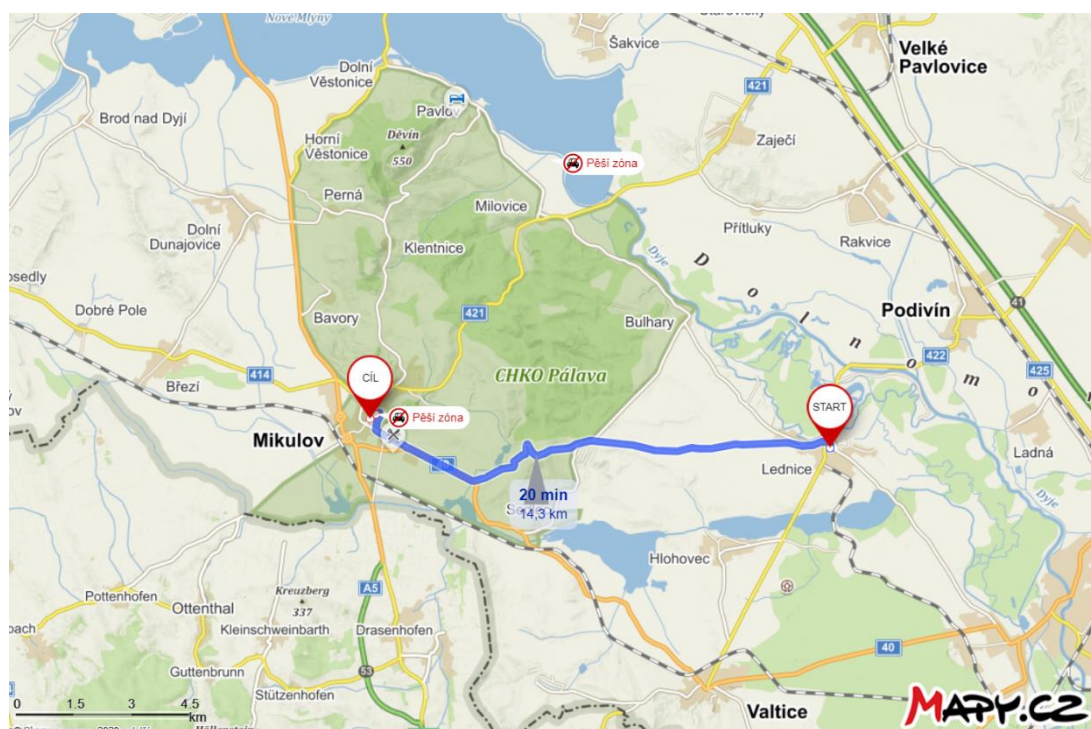 Nové Mlýny
Šakvice
Velké
Pavlovice
Dolní
Věstonice
421
Brod nad Dyjí
Pavlov
Zaječí
Děvín
550
Horní
Věstonice
Pěší zóna
Perná
Milovice
Dolní
Dunajovice
Přítluky
Klentnice
Dyje
Rakvice
Dolnomo
41
Dobré Pole
421
Bavory
Bulhary
Podivín
422
414
Březí
CHKO Pálava
425
CÍL
START
Pěší zóna
Mikulov
Ladná
Lednice
20 min
14,3 km
Dyje
Hlohovec
A5
Pottenhofen
Kreuzberg
337
Ottenthal
Kleinschweinbarth
Drasenhofen
40
Guttenbrunn
53
Stützenhofen
0 1.5 3 4.5
km
Valtice
MAPY.CZ